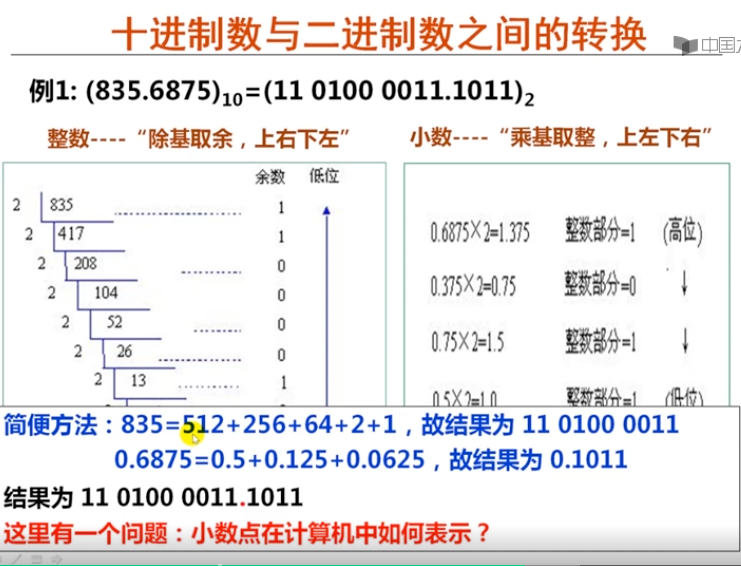 十进制数与二进制数之间的转换
中国大
例1: (835.6875)10=(11 0100 0011.1011)2
整数----“除基取余，上右下左”
小数----“乘基取整，上左下右”
余数 低位
2 835 1
2 417 1
2 208 0
2 104 0
2 52 0
2 26 0
2 13 1
0.6875×2=1.375 整数部分=1 (高位)
0.375×2=0.75 整数部分=0 ↓
0.75×2=1.5 整数部分=1 ↓
0.5×2=1.0 整数部分=1 (低位)
简便方法：835=512+256+64+2+1，故结果为 11 0100 0011
0.6875=0.5+0.125+0.0625，故结果为 0.1011
结果为 11 0100 0011.1011
这里有一个问题：小数点在计算机中如何表示？